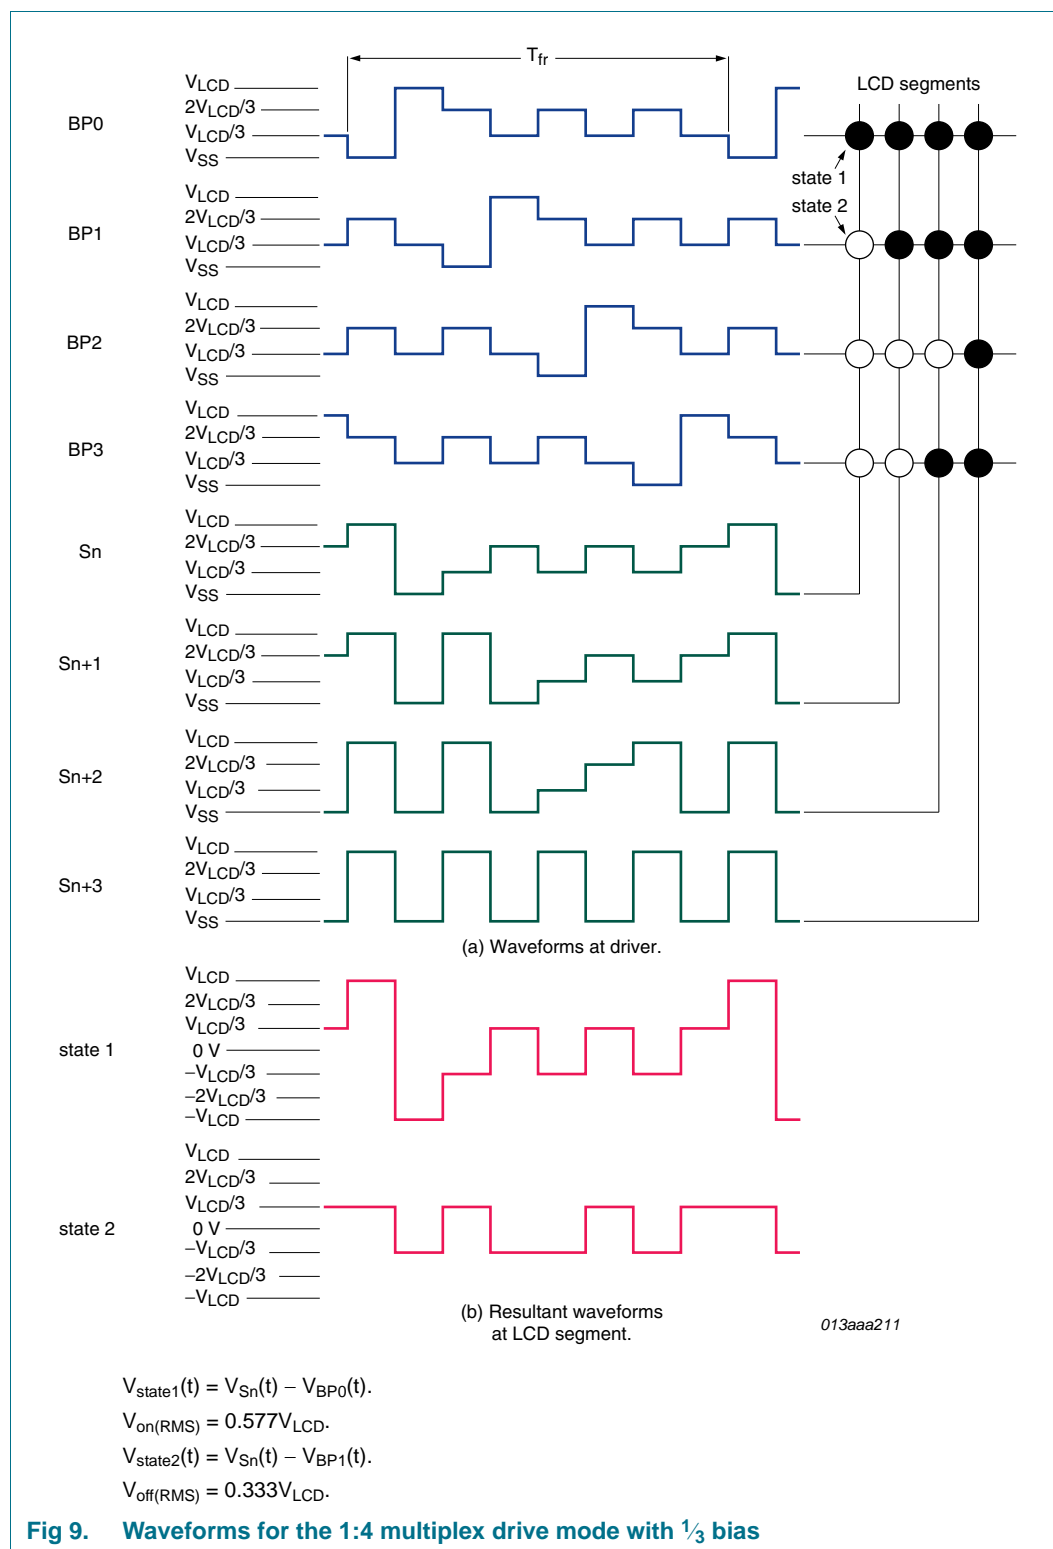 Tfr
LCD segments
BP0
VLCD
2VLCD/3
VLCD/3
VSS
state 1
state 2
BP1
VLCD
2VLCD/3
VLCD/3
VSS
BP2
VLCD
2VLCD/3
VLCD/3
VSS
BP3
VLCD
2VLCD/3
VLCD/3
VSS
Sn
VLCD
2VLCD/3
VLCD/3
VSS
Sn+1
VLCD
2VLCD/3
VLCD/3
VSS
Sn+2
VLCD
2VLCD/3
VLCD/3
VSS
Sn+3
VLCD
2VLCD/3
VLCD/3
VSS
(a) Waveforms at driver.
state 1
VLCD
2VLCD/3
VLCD/3
0 V
−VLCD/3
−2VLCD/3
−VLCD
state 2
VLCD
2VLCD/3
VLCD/3
0 V
−VLCD/3
−2VLCD/3
−VLCD
(b) Resultant waveforms
at LCD segment.
013aaa211
Vstate1(t) = VSn(t) − VBP0(t).
Von(RMS) = 0.577VLCD.
Vstate2(t) = VSn(t) − VBP1(t).
Voff(RMS) = 0.333VLCD.
Fig 9. Waveforms for the 1:4 multiplex drive mode with 1⁄3 bias